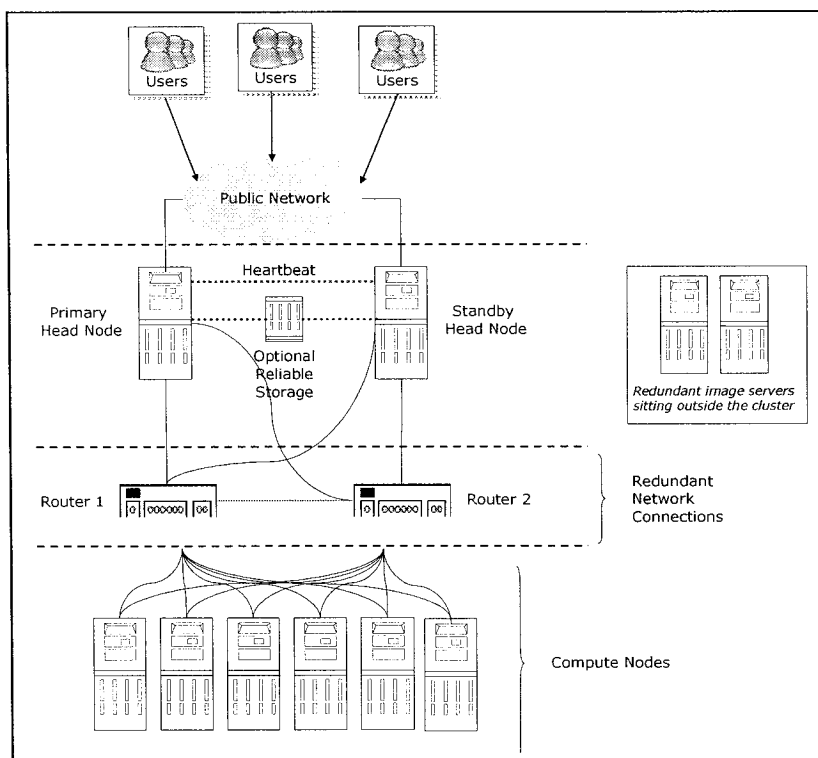 Users
Users
Users
Public Network
Heartbeat
Primary
Head Node
Standby
Head Node
Optional
Reliable
Storage
Redundant image servers
sitting outside the cluster
Router 1
Router 2
Redundant
Network
Connections
Compute Nodes